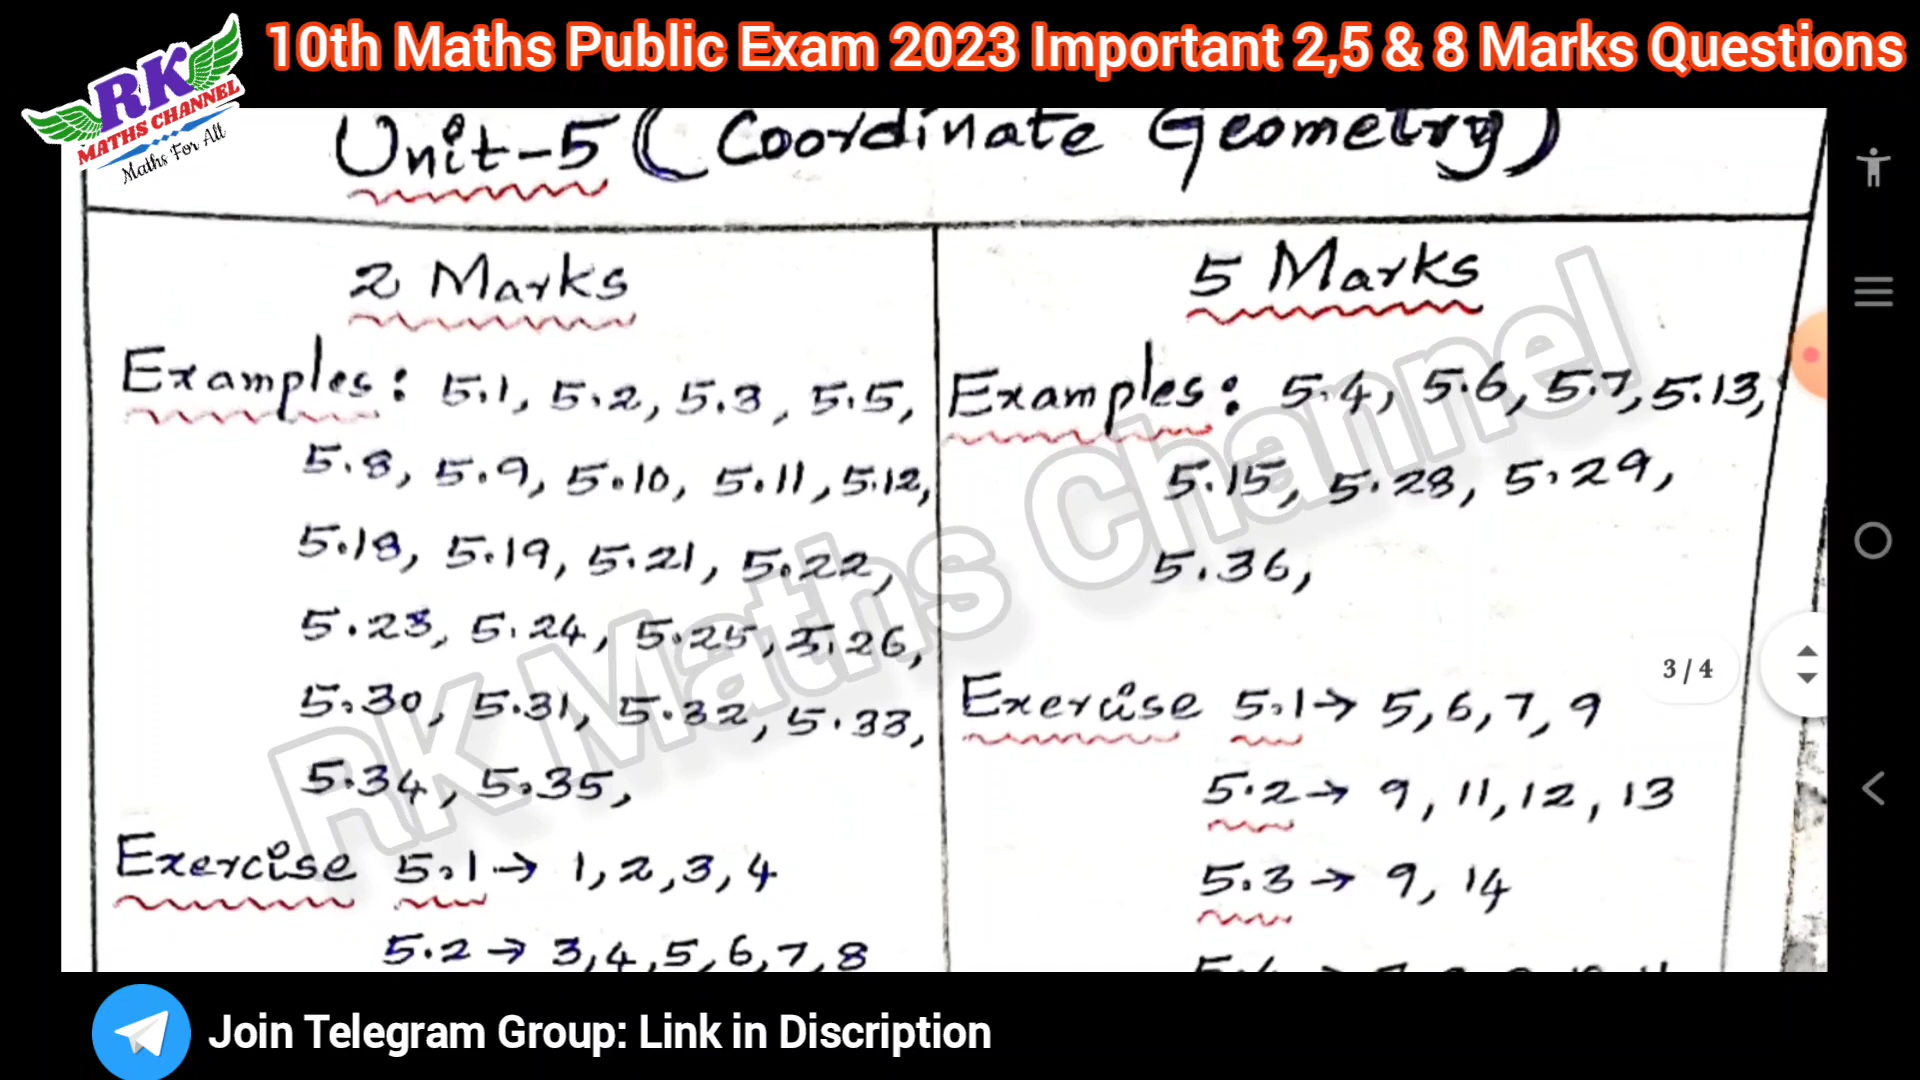 10th Maths Public Exam 2023 Important 2,5 & 8 Marks Questions
RK
MATHS CHANNEL
Maths For All
Unit-5 (Coordinate Geometry)
2 Marks
Examples: 5.1, 5.2, 5.3, 5.5,
5.8, 5.9, 5.10, 5.11, 5.12,
5.18, 5.19, 5.21, 5.22,
5.23, 5.24, 5.25, 5.26,
5.30, 5.31, 5.32, 5.33,
5.34, 5.35,
Exercise 5.1→ 1,2,3,4
5.2 → 3,4,5,6,7,8
5 Marks
Examples: 5.4, 5.6, 5.7, 5.13,
5.15, 5.28, 5.29,
5.36,
Exercise 5.1→ 5,6,7,9
5.2→ 9,11,12,13
5.3 → 9, 14
3/4
RK Maths Channel
Join Telegram Group: Link in Discription